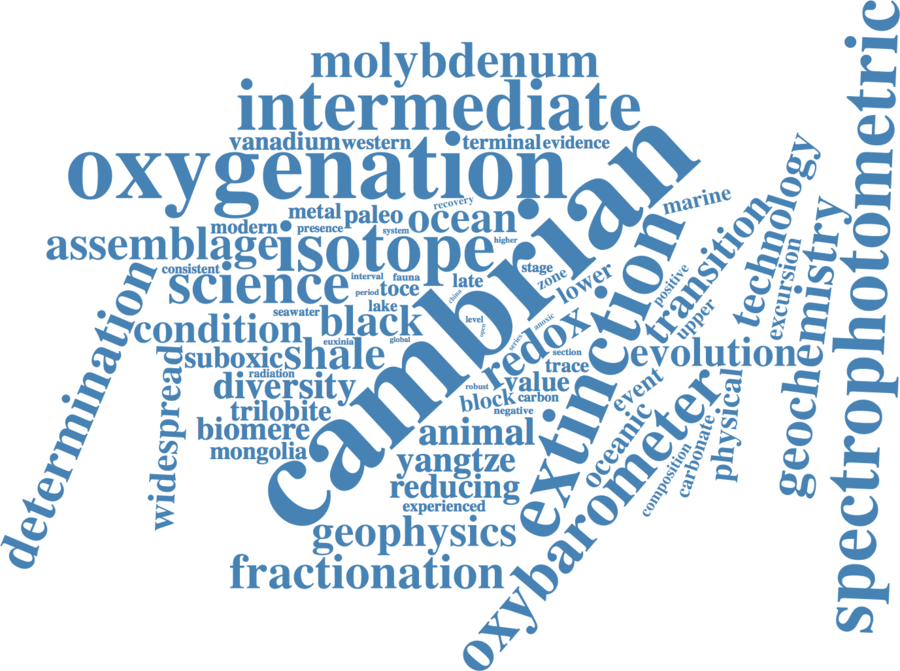 molybdenum
intermediate
vanadium western terminal evidence
oxygenation
recovery
metal paleo ocean
modern presence system
assemblage isotope higher
marine
consistent interval fauna late stage zone lower
science period toce china
seawater lake
condition black level open series anoxic
euxinia global
suboxic shale redox section
radiation trace
diversity robust value
trilobite block carbon
negative
biomere animal
mongolia yangtze
reducing
experienced
geophysics
fractionation
cambrian
extinction
transition
positive
upper
technology
excursion
evolution
event
oceanic
oxybarometer
composition
carbonate
physical
geochemistry
spectrophotometric
determination
widespread